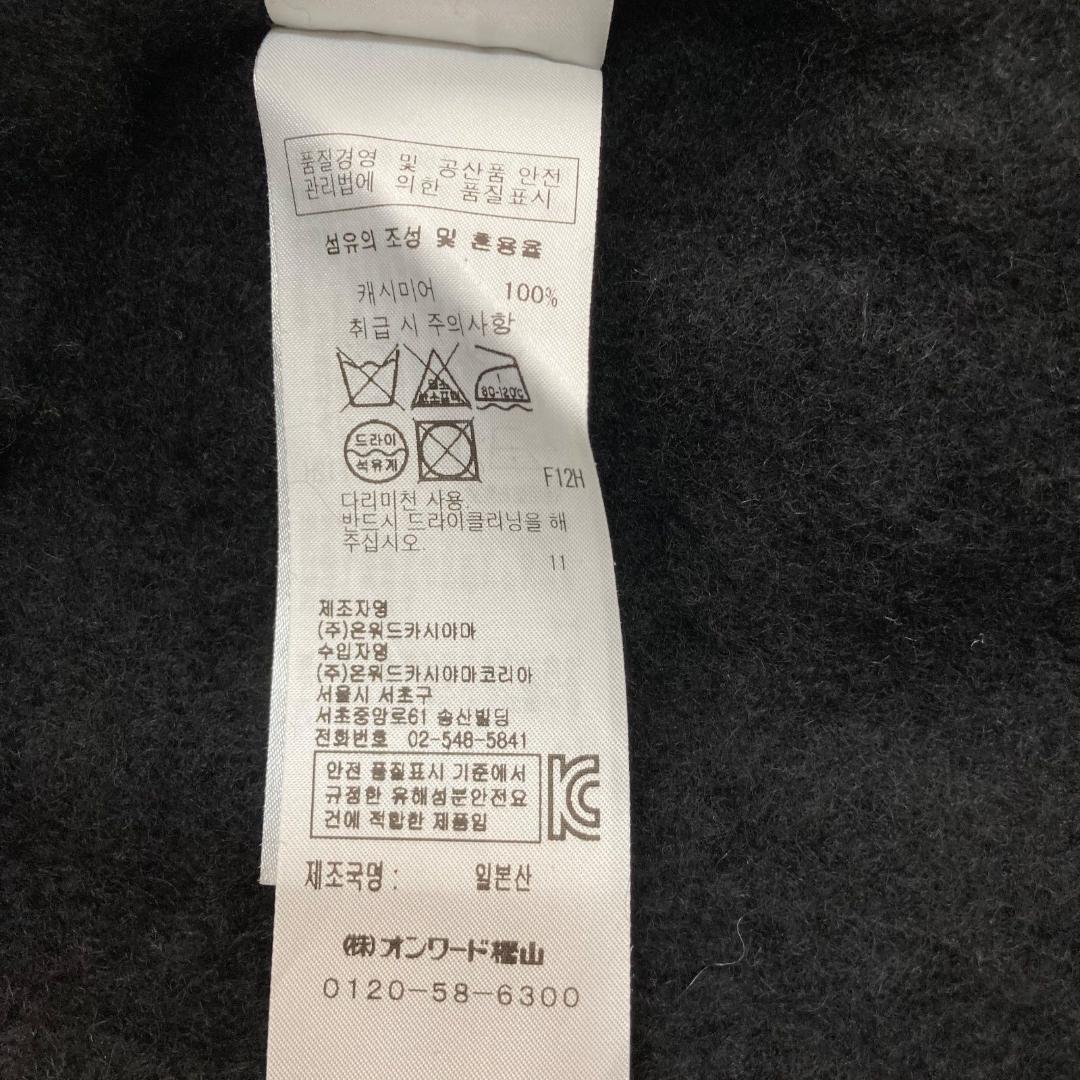 품질경영 및 공산품 안전
관리법에 의한 품질표시
섬유의 조성 및 혼용율
캐시미어 100%
취급 시 주의사항
80-120℃
드라이
석유계
F12H
다리미천 사용.
반드시 드라이클리닝을 해
주십시오.
11
제조자명
(주)온워드카시야마
수입자명
(주)온워드카시야마코리아
서울시 서초구
서초중앙로61 송산빌딩
전화번호 02-548-5841
안전 품질표시 기준에서
규정한 유해성분안전요
건에 적합한 제품임
KC
제조국명 : 일본산
(株)オンワード樫山
0120-58-6300